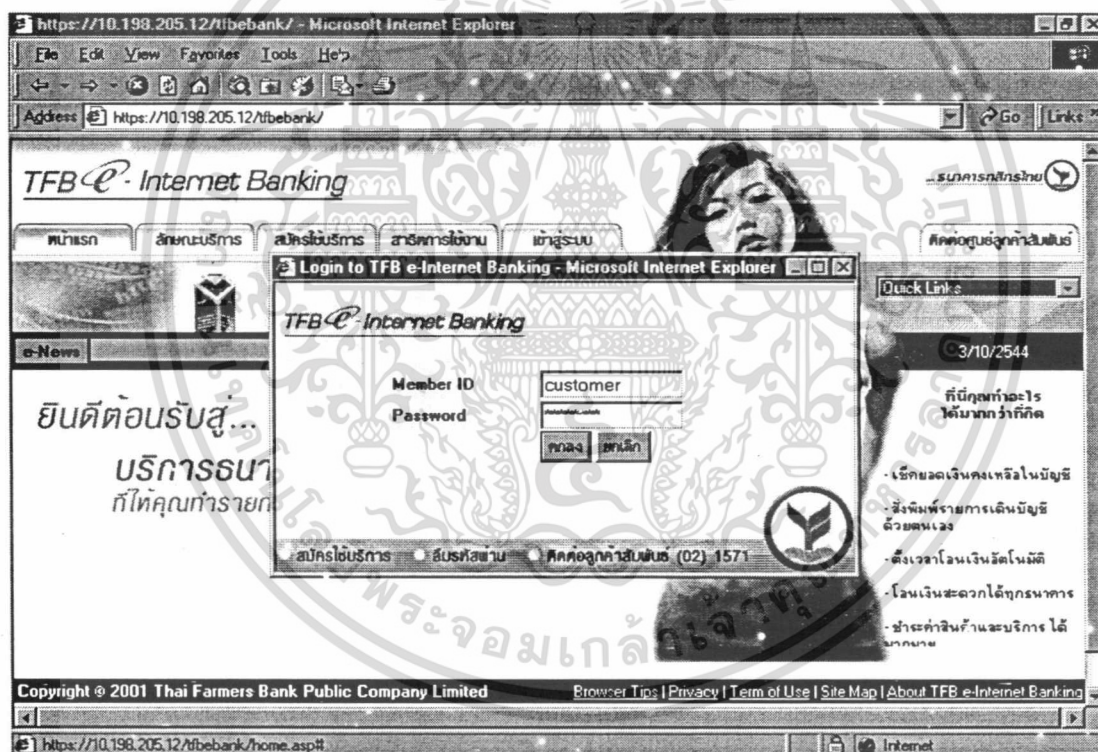 https://10.198.205.12/tfbebank/ - Microsoft Internet Explorer
File Edit View Favorites Tools Help
Address https://10.198.205.12/tfbebank/ Go Links
TFB e - Internet Banking
...ธนาคารกสิกรไทย
หน้าแรก ลักษณะบริการ สมัครใช้บริการ สาธิตการใช้งาน เข้าสู่ระบบ ติดต่อศูนย์ลูกค้าสัมพันธ์
Login to TFB e-Internet Banking - Microsoft Internet Explorer
Quick Links
TFB e - Internet Banking
e-News
3/10/2544
Member ID customer
Password
ตกลง ยกเลิก
ยินดีต้อนรับสู่...
บริการธนา
ที่ให้คุณทำรายก
ที่นี่คุณทำอะไร
ได้มากกว่าที่คิด
- เช็คยอดเงินคงเหลือในบัญชี
- สั่งพิมพ์รายการเดินบัญชี
ด้วยตนเอง
- ตั้งเวลาโอนเงินอัตโนมัติ
- โอนเงินสะดวกได้ทุกธนาคาร
- ชำระค่าสินค้าและบริการ ได้
มากมาย
สมัครใช้บริการ ลืมรหัสผ่าน ติดต่อลูกค้าสัมพันธ์ (02) 1571
Copyright © 2001 Thai Farmers Bank Public Company Limited
Browser Tips | Privacy | Term of Use | Site Map | About TFB e-Internet Banking
https://10.198.205.12/tfbebank/home.asp# Internet